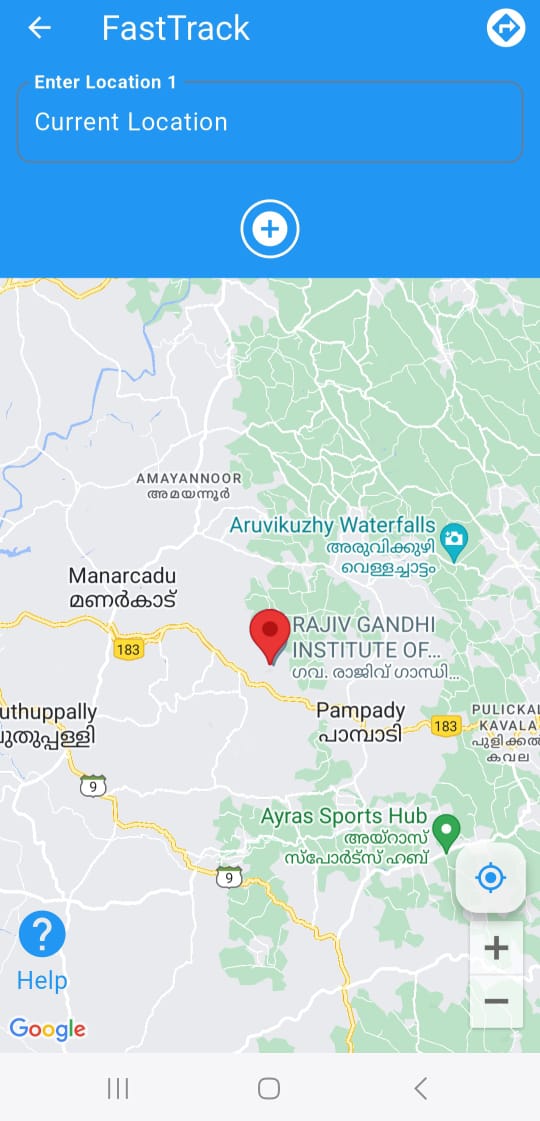 FastTrack
Enter Location 1
Current Location
AMAYANNOOR
അമയന്നൂർ
Aruvikuzhy Waterfalls
അരുവിക്കുഴി
വെള്ളച്ചാട്ടം
Manarcadu
മണർകാട്
RAJIV GANDHI
INSTITUTE OF...
ഗവ. രാജിവ് ഗാന്ധി...
183
uthuppally
പുതുപ്പള്ളി
Pampady
പാമ്പാടി
183
PULICKAL
KAVALA
പുളിക്കൽ
കവല
9
Ayras Sports Hub
അയ്റാസ്
സ്പോർട്സ് ഹബ്
9
?
Help
Google